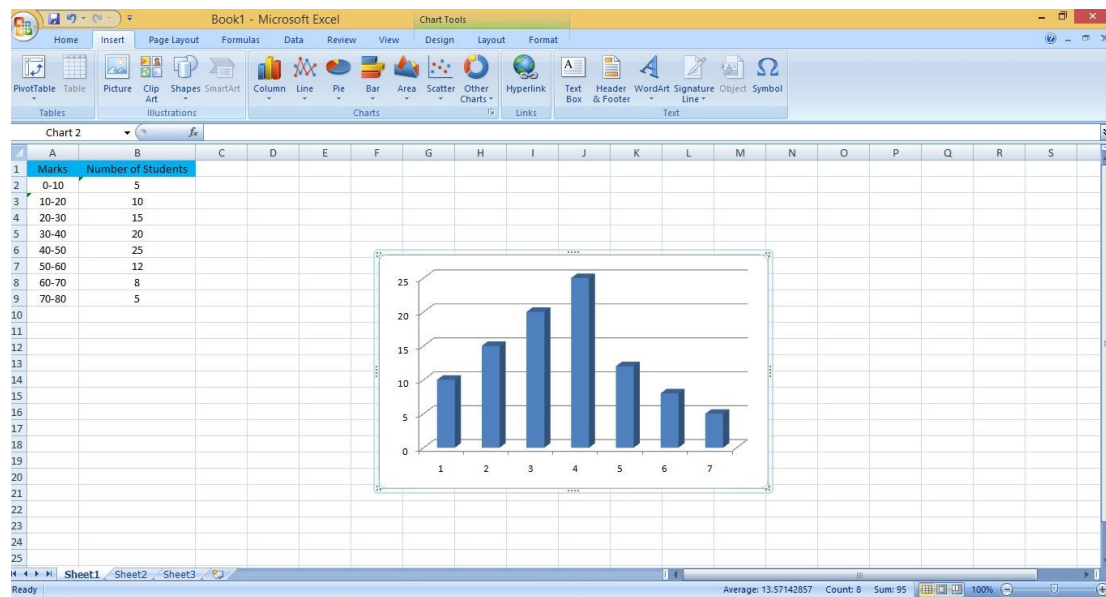 Book1 - Microsoft Excel Chart Tools
Home Insert Page Layout Formulas Data Review View Design Layout Format
PivotTable Table Picture Clip Art Shapes SmartArt Column Line Pie Bar Area Scatter Other Charts Hyperlink Text Box Header & Footer WordArt Signature Line Object Symbol
Tables Illustrations Charts Links Text
Chart 2 fx
A B C D E F G H I J K L M N O P Q R S
1 Marks Number of Students
2 0-10 5
3 10-20 10
4 20-30 15
5 30-40 20
6 40-50 25
7 50-60 12
8 60-70 8
9 70-80 5
10
11
12
13
14
15
16
17
18
19
20
21
22
23
24
25
25
20
15
10
5
0
1 2 3 4 5 6 7
Sheet1 Sheet2 Sheet3
Ready Average: 13.57142857 Count: 8 Sum: 95 100%